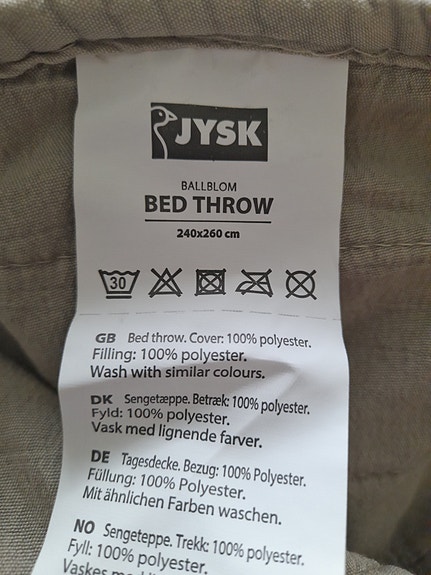 JYSK
BALLBLOM
BED THROW
240x260 cm
30
GB Bed throw. Cover: 100% polyester.
Filling: 100% polyester.
Wash with similar colours.
DK Sengetæppe. Betræk: 100% polyester.
Fyld: 100% polyester.
Vask med lignende farver.
DE Tagesdecke. Bezug: 100% Polyester.
Füllung: 100% Polyester.
Mit ähnlichen Farben waschen.
NO Sengeteppe. Trekk: 100% polyester.
Fyll: 100% polyester.
Vaskes med